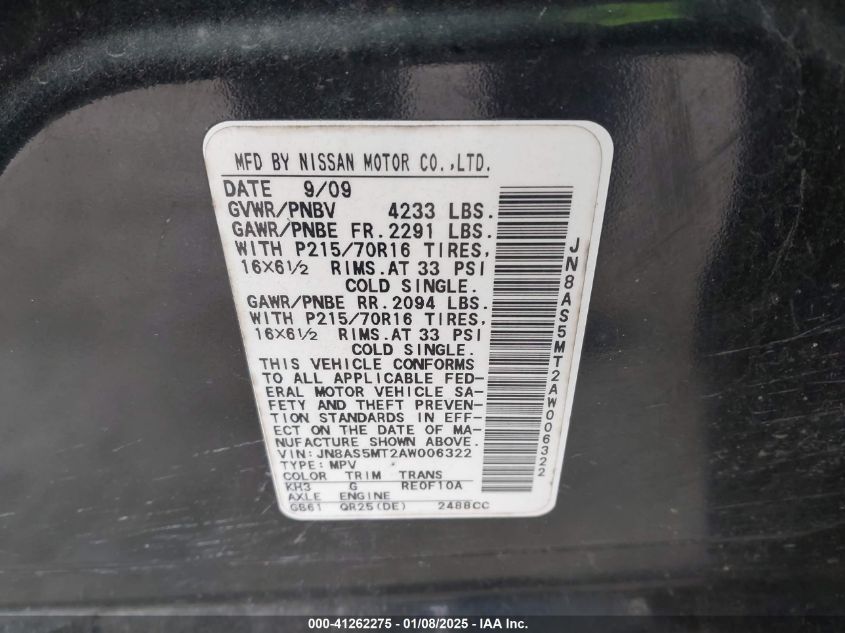 MFD BY NISSAN MOTOR CO.,LTD.
DATE 9/09
GVWR/PNBV 4233 LBS.
GAWR/PNBE FR.2291 LBS.
WITH P215/70R16 TIRES,
16X6½ RIMS.AT 33 PSI
COLD SINGLE.
GAWR/PNBE RR.2094 LBS.
WITH P215/70R16 TIRES,
16X6½ RIMS.AT 33 PSI
COLD SINGLE.
THIS VEHICLE CONFORMS
TO ALL APPLICABLE FED-
ERAL MOTOR VEHICLE SA-
FETY AND THEFT PREVEN-
TION STANDARDS IN EFF-
ECT ON THE DATE OF MA-
NUFACTURE SHOWN ABOVE.
VIN:JN8AS5MT2AW006322
TYPE:MPV
COLOR TRIM TRANS
KH3 G RE0F10A
AXLE ENGINE
GB61 QR25(DE) 2488CC
JN8AS5MT2AW006322
000-41262275 - 01/08/2025 - IAA Inc.